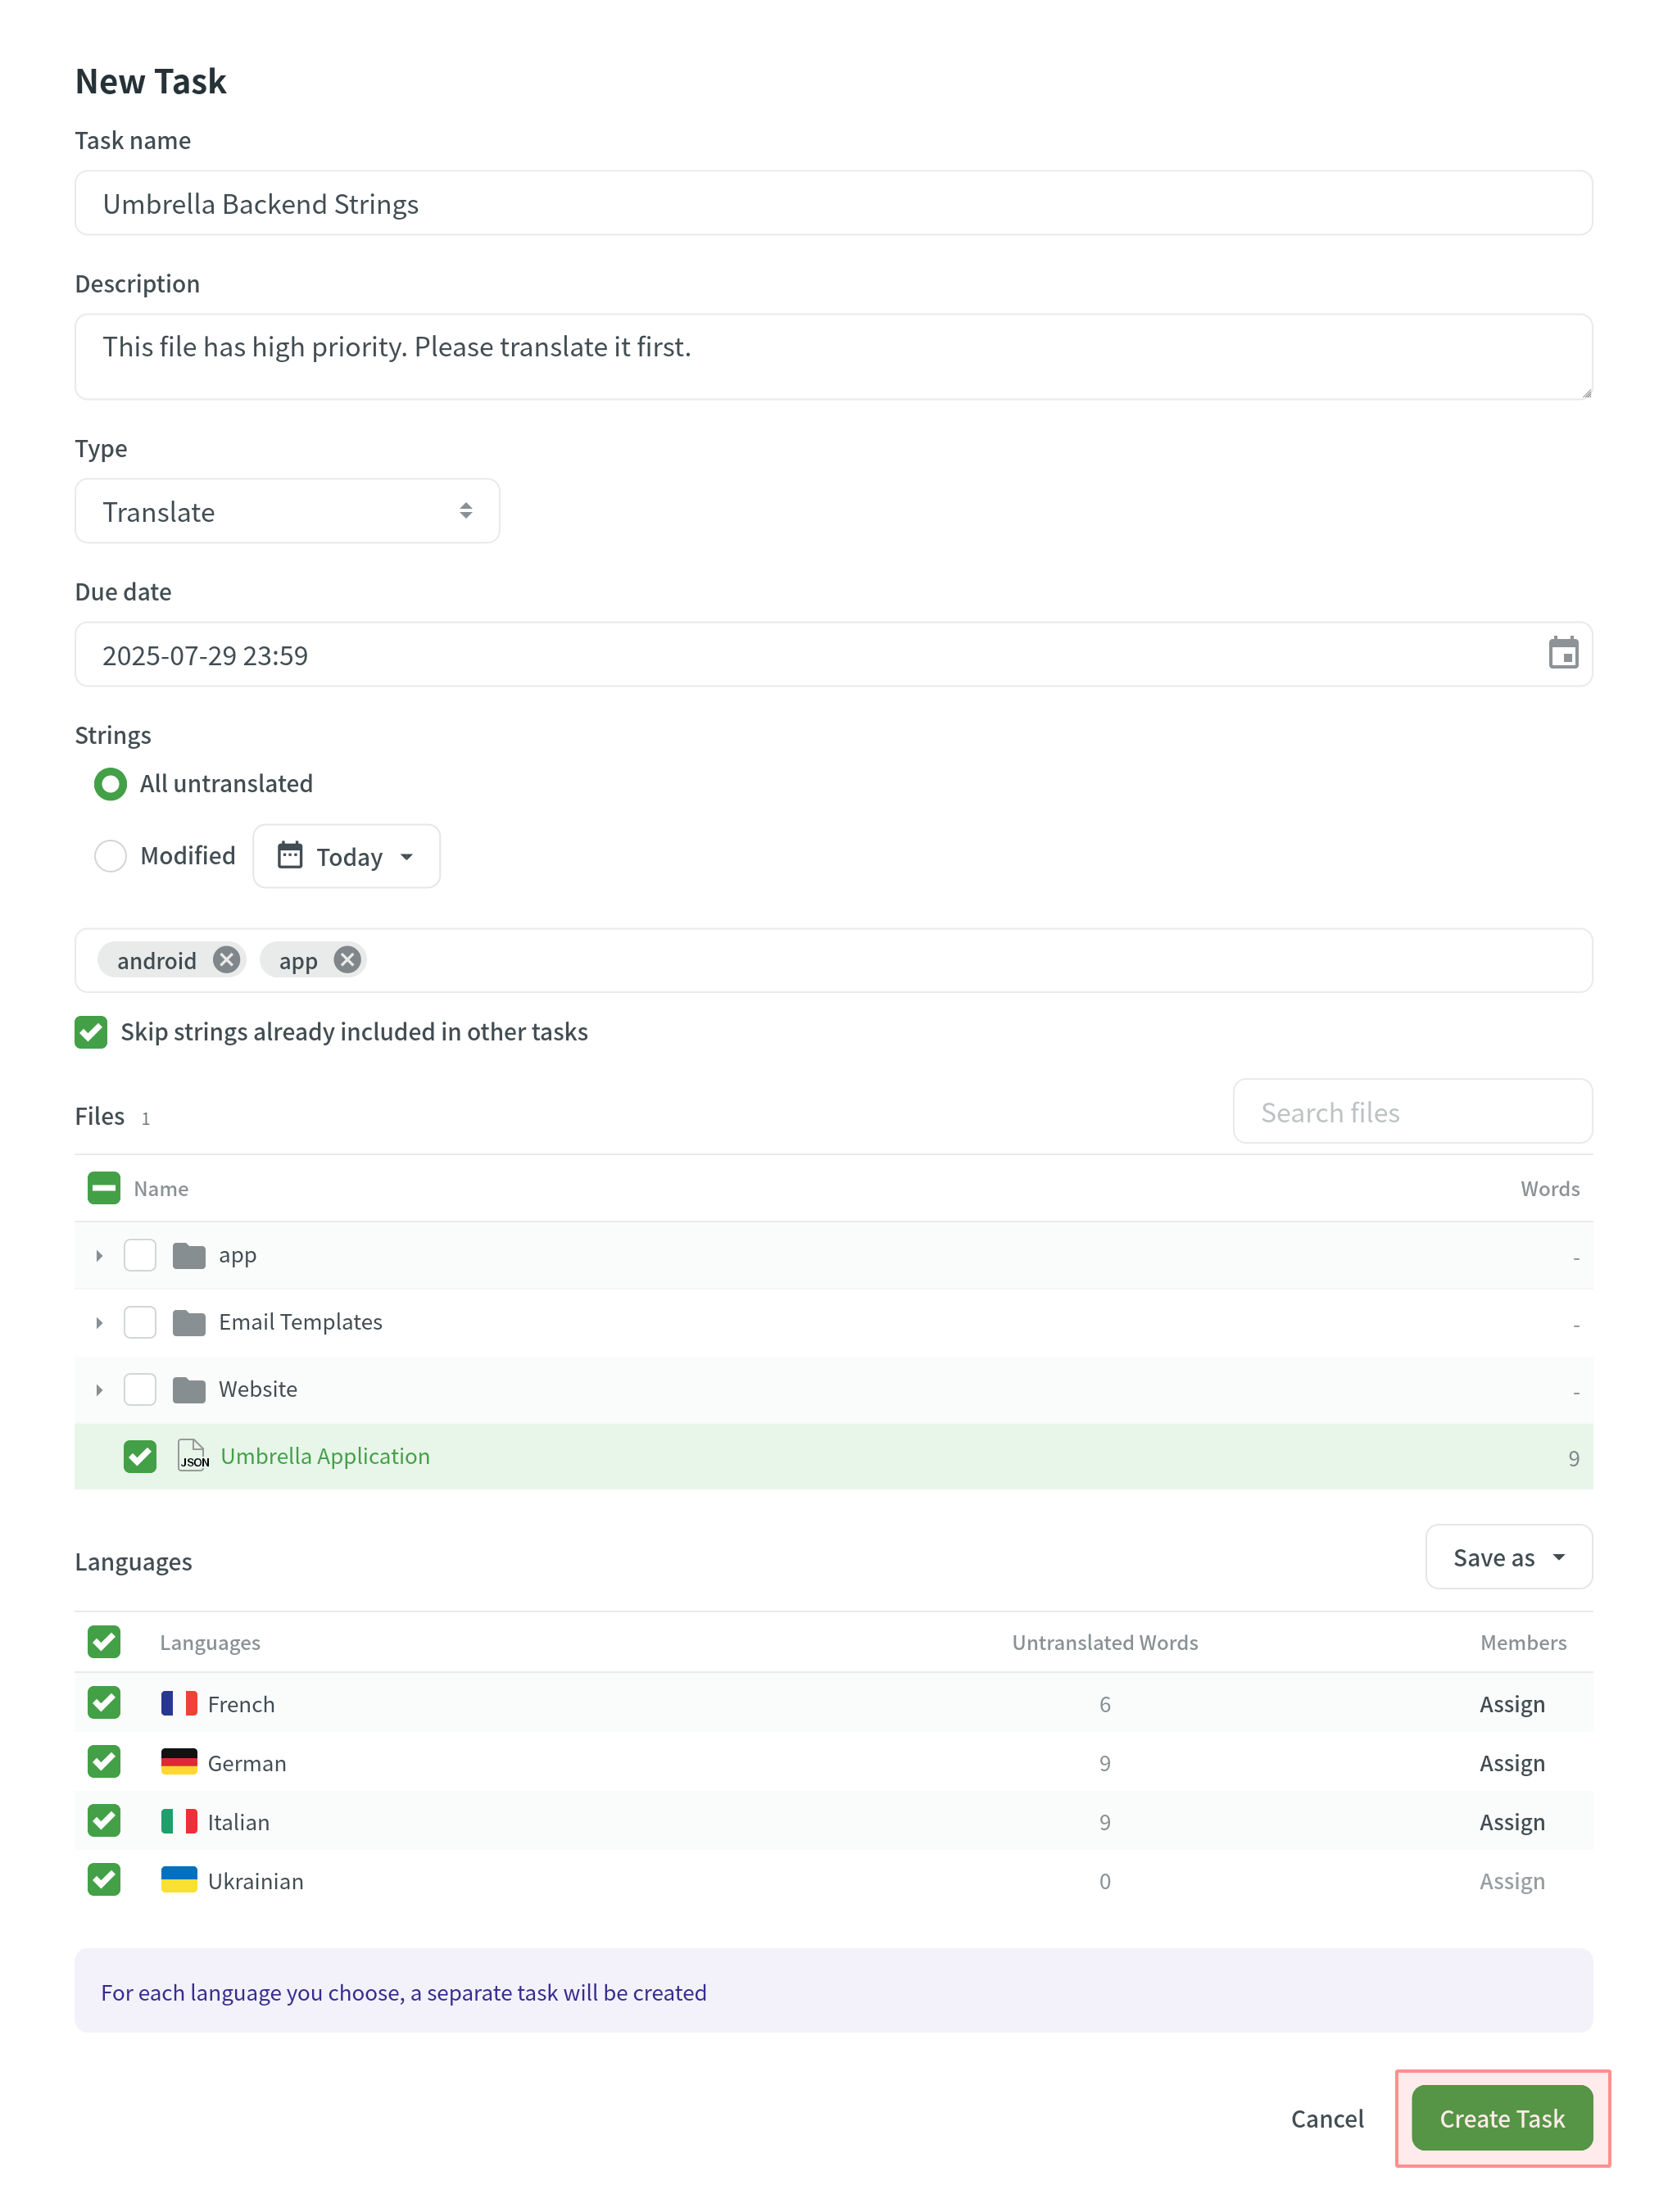 New Task
Task name
Umbrella Backend Strings
Description
This file has high priority. Please translate it first.
Type
Translate
Due date
2025-07-29 23:59
Strings
All untranslated
Modified Today
android app
Skip strings already included in other tasks
Files 1 Search files
Name Words
app -
Email Templates -
Website -
JSON Umbrella Application 9
Languages Save as
Languages Untranslated Words Members
French 6 Assign
German 9 Assign
Italian 9 Assign
Ukrainian 0 Assign
For each language you choose, a separate task will be created
Cancel Create Task